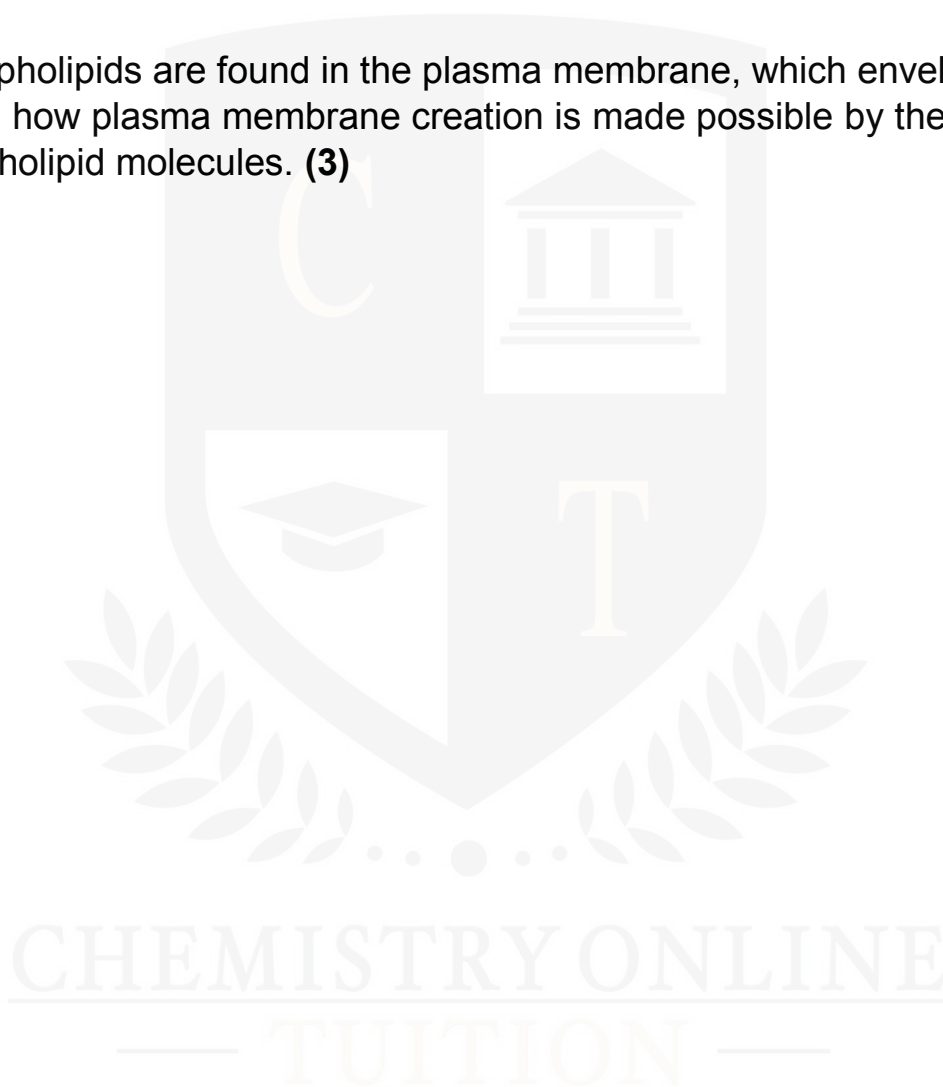 pholipids are found in the plasma membrane, which envel
how plasma membrane creation is made possible by the
holipid molecules. (3)
C
T
CHEMISTRY ONLINE
— TUITION —